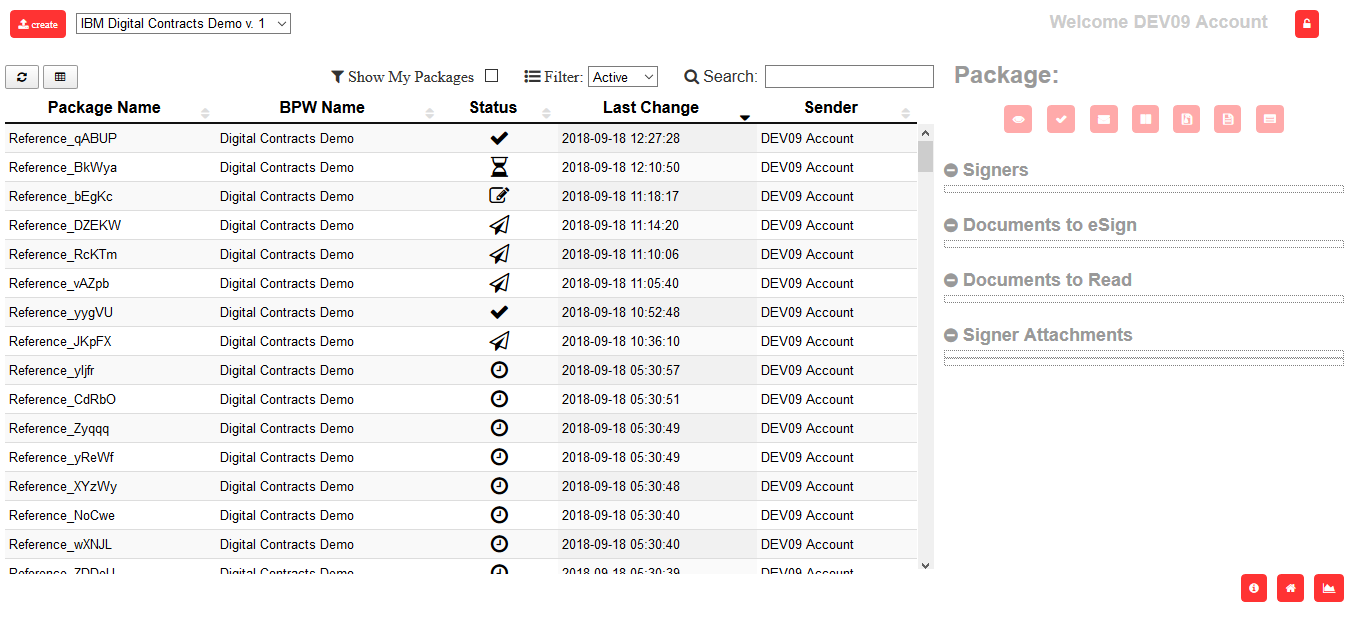 create IBM Digital Contracts Demo v. 1 Welcome DEV09 Account
Show My Packages Filter: Active Search: Package:
Package Name BPW Name Status Last Change Sender
Reference_qABUP Digital Contracts Demo 2018-09-18 12:27:28 DEV09 Account
Reference_BkWya Digital Contracts Demo 2018-09-18 12:10:50 DEV09 Account
Reference_bEgKc Digital Contracts Demo 2018-09-18 11:18:17 DEV09 Account
Reference_DZEKW Digital Contracts Demo 2018-09-18 11:14:20 DEV09 Account
Reference_RcKTm Digital Contracts Demo 2018-09-18 11:10:06 DEV09 Account
Reference_vAZpb Digital Contracts Demo 2018-09-18 11:05:40 DEV09 Account
Reference_yygVU Digital Contracts Demo 2018-09-18 10:52:48 DEV09 Account
Reference_JKpFX Digital Contracts Demo 2018-09-18 10:36:10 DEV09 Account
Reference_yIjfr Digital Contracts Demo 2018-09-18 05:30:57 DEV09 Account
Reference_CdRbO Digital Contracts Demo 2018-09-18 05:30:51 DEV09 Account
Reference_Zyqqq Digital Contracts Demo 2018-09-18 05:30:49 DEV09 Account
Reference_yReWf Digital Contracts Demo 2018-09-18 05:30:49 DEV09 Account
Reference_XYzWy Digital Contracts Demo 2018-09-18 05:30:48 DEV09 Account
Reference_NoCwe Digital Contracts Demo 2018-09-18 05:30:40 DEV09 Account
Reference_wXNJL Digital Contracts Demo 2018-09-18 05:30:40 DEV09 Account
Digital Contracts Demo 2018-09-18 05:30:39 DEV09 Account
Signers
Documents to eSign
Documents to Read
Signer Attachments